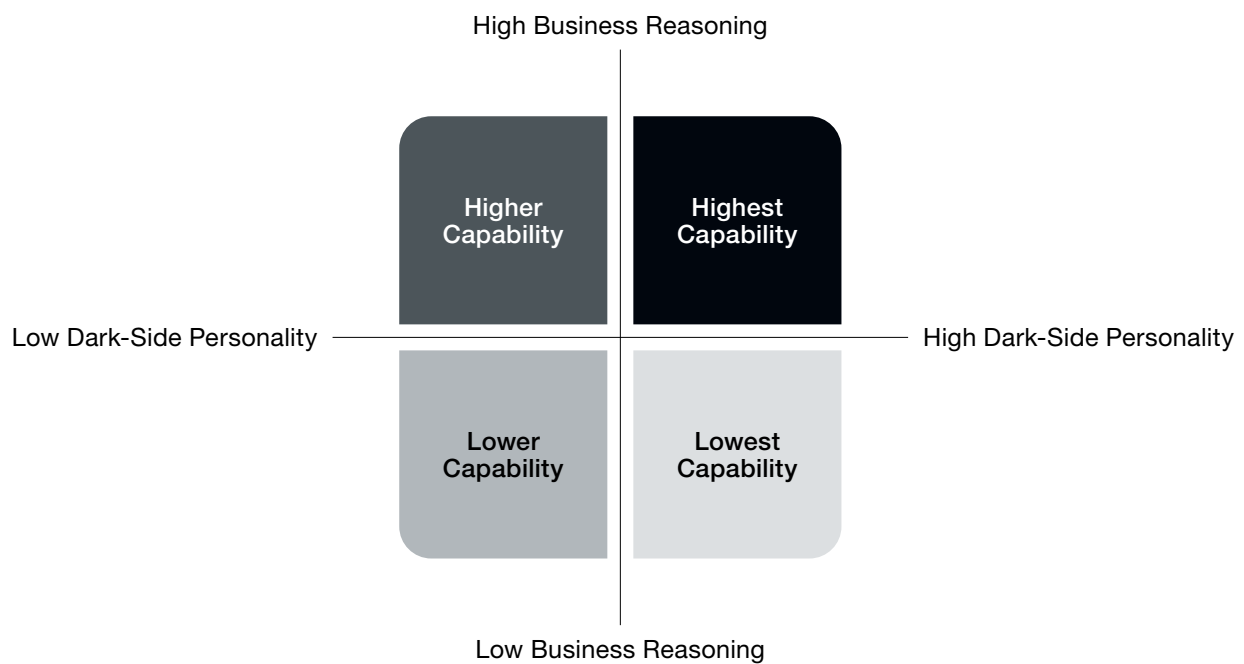 High Business Reasoning
Higher
Capability
Highest
Capability
Low Dark-Side Personality
High Dark-Side Personality
Lower
Capability
Lowest
Capability
Low Business Reasoning